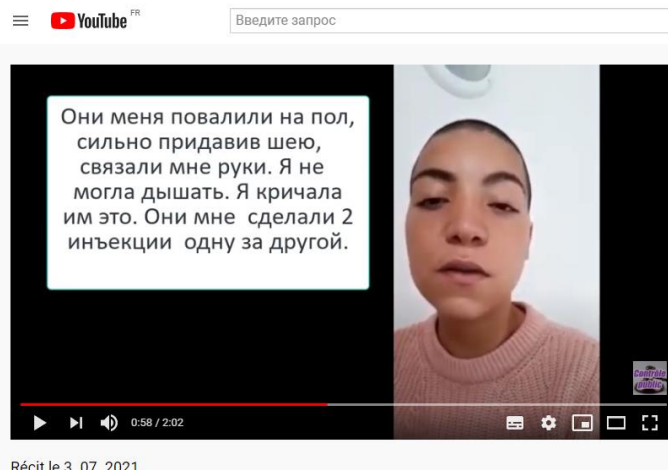 YouTube FR
Введите запрос
Они меня повалили на пол,
сильно придавив шею,
связали мне руки. Я не
могла дышать. Я кричала
им это. Они мне сделали 2
инъекции одну за другой.
Contrôle
public
0:58 / 2:02
Récit le 3 07 2021